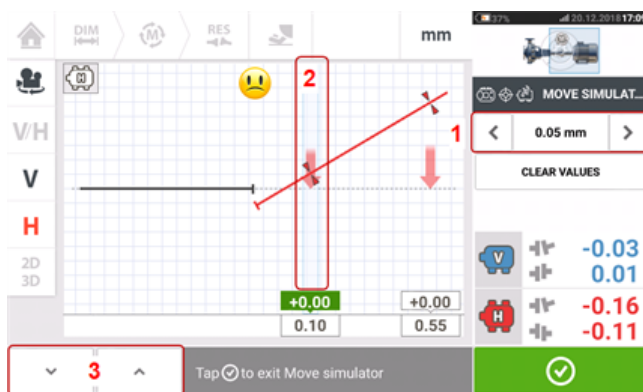 DIM
M
RES
mm
37%
20.12.2018 17:09
MOVE SIMULAT...
1
< 0.05 mm >
CLEAR VALUES
H
2
V/H
V
H
2D
3D
+0.00
+0.00
0.10
0.55
V
-0.03
0.01
H
-0.16
-0.11
3
Tap to exit Move simulator